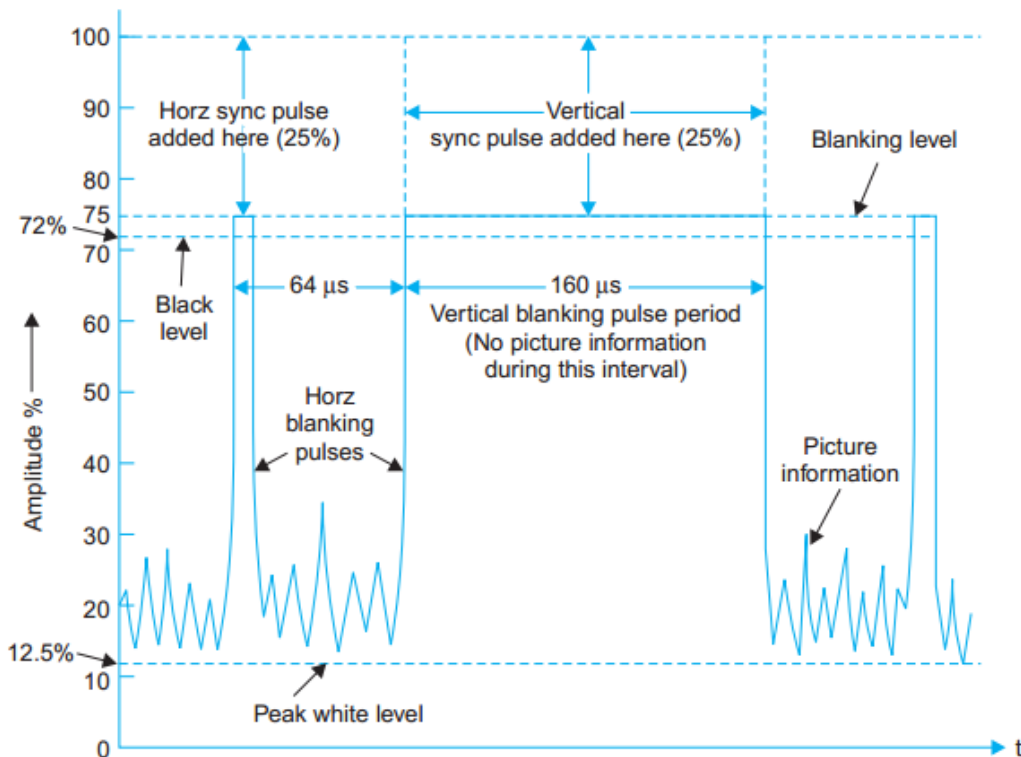 100
90
Horz sync pulse
added here (25%)
Vertical
sync pulse added here (25%)
Blanking level
80
75
72%
70
64 μs
160 μs
Black
level
Vertical blanking pulse period
(No picture information
during this interval)
60
50
Horz
blanking
pulses
Amplitude %
Picture
information
40
30
20
12.5%
10
Peak white level
0
t